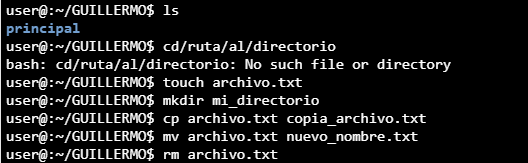 user@:~/GUILLERMO$ ls
principal
user@:~/GUILLERMO$ cd/ruta/al/directorio
bash: cd/ruta/al/directorio: No such file or directory
user@:~/GUILLERMO$ touch archivo.txt
user@:~/GUILLERMO$ mkdir mi_directorio
user@:~/GUILLERMO$ cp archivo.txt copia_archivo.txt
user@:~/GUILLERMO$ mv archivo.txt nuevo_nombre.txt
user@:~/GUILLERMO$ rm archivo.txt